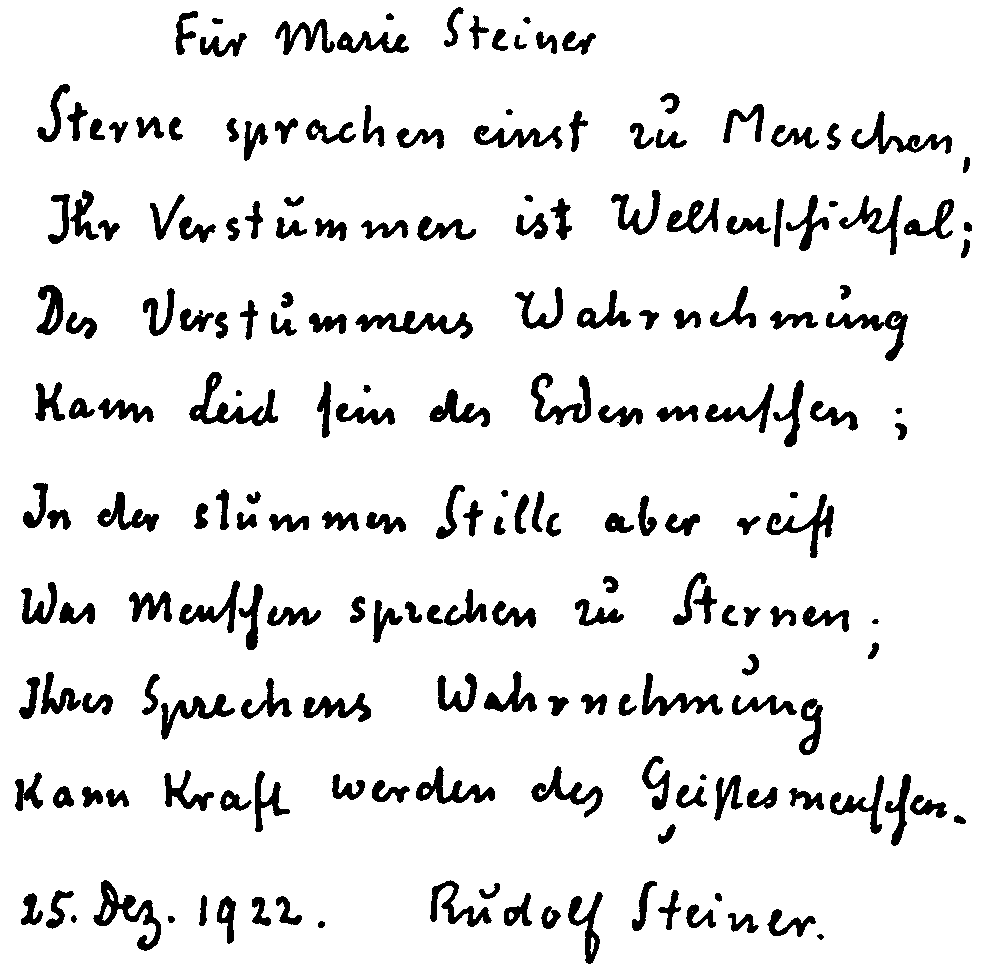 Für Marie Steiner
Sterne sprachen einst zu Menschen,
Ihr Verstummen ist Weltenschicksal;
Des Verstummens Wahrnehmung
Kann Leid sein des Erdenmenschen;
In der stummen Stille aber reift
Was Menschen sprechen zu Sternen;
Ihres Sprechens Wahrnehmung
Kann Kraft werden des Geistesmenschen.
25. Dez. 1922. Rudolf Steiner.